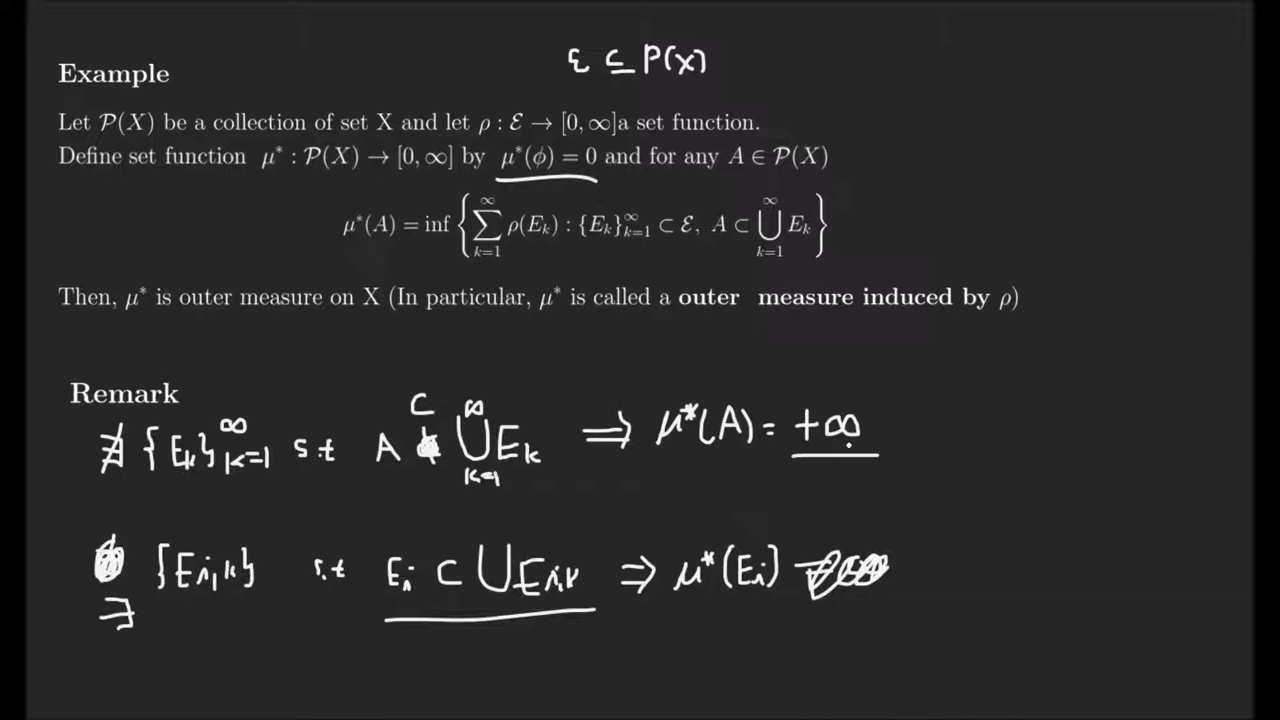 ℰ ⊆ P(X)
Example
Let 𝒫(X) be a collection of set X and let ρ : ℰ → [0, ∞]a set function.
Define set function μ* : 𝒫(X) → [0, ∞] by μ*(ϕ) = 0 and for any A ∈ 𝒫(X)
μ*(A) = inf { ∑_{k=1}^{∞} ρ(E_k) : {E_k}_{k=1}^{∞} ⊂ ℰ, A ⊂ ⋃_{k=1}^{∞} E_k }
Then, μ* is outer measure on X (In particular, μ* is called a outer measure induced by ρ)
Remark
∄ {E_k}_{k=1}^{∞} s.t A ⊂ ⋃_{k=1}^{∞} E_k ⟹ μ*(A) = +∞
∃ {E_{i,k}} s.t E_i ⊂ ⋃ E_{i,k} ⟹ μ*(E_i)